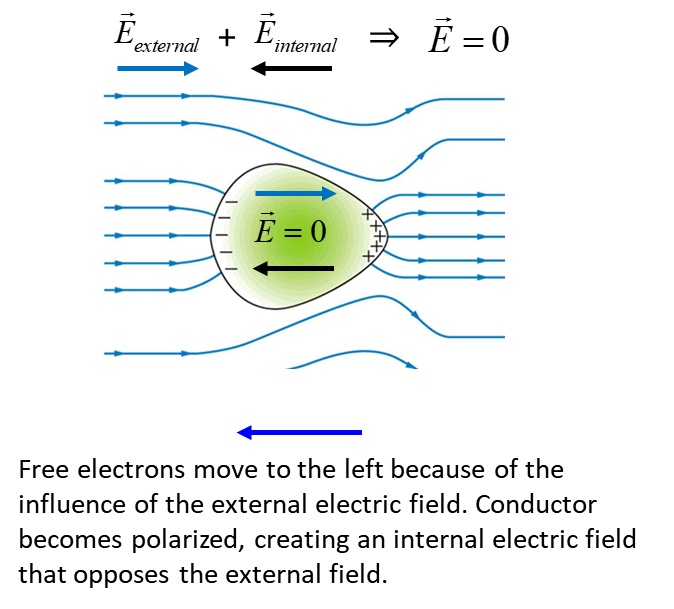 E⃗external + E⃗internal ⇒ E⃗ = 0
E⃗ = 0
Free electrons move to the left because of the
influence of the external electric field. Conductor
becomes polarized, creating an internal electric field
that opposes the external field.